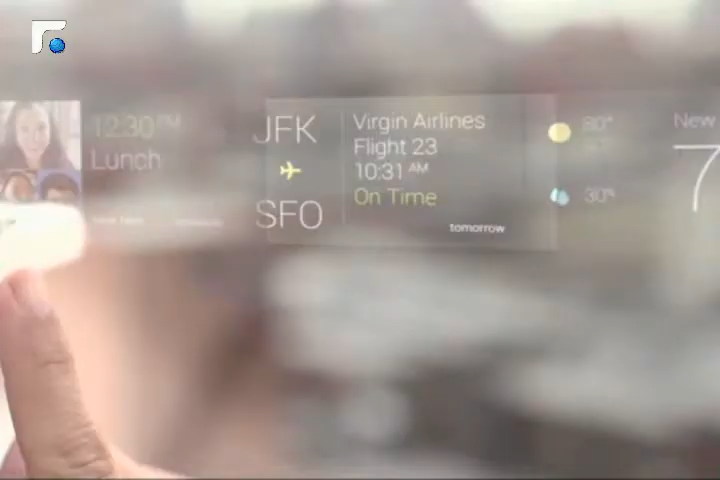 12:30 PM
Lunch
JFK
SFO
Virgin Airlines
Flight 23
10:31 AM
On Time
tomorrow
80°
30%
New
7